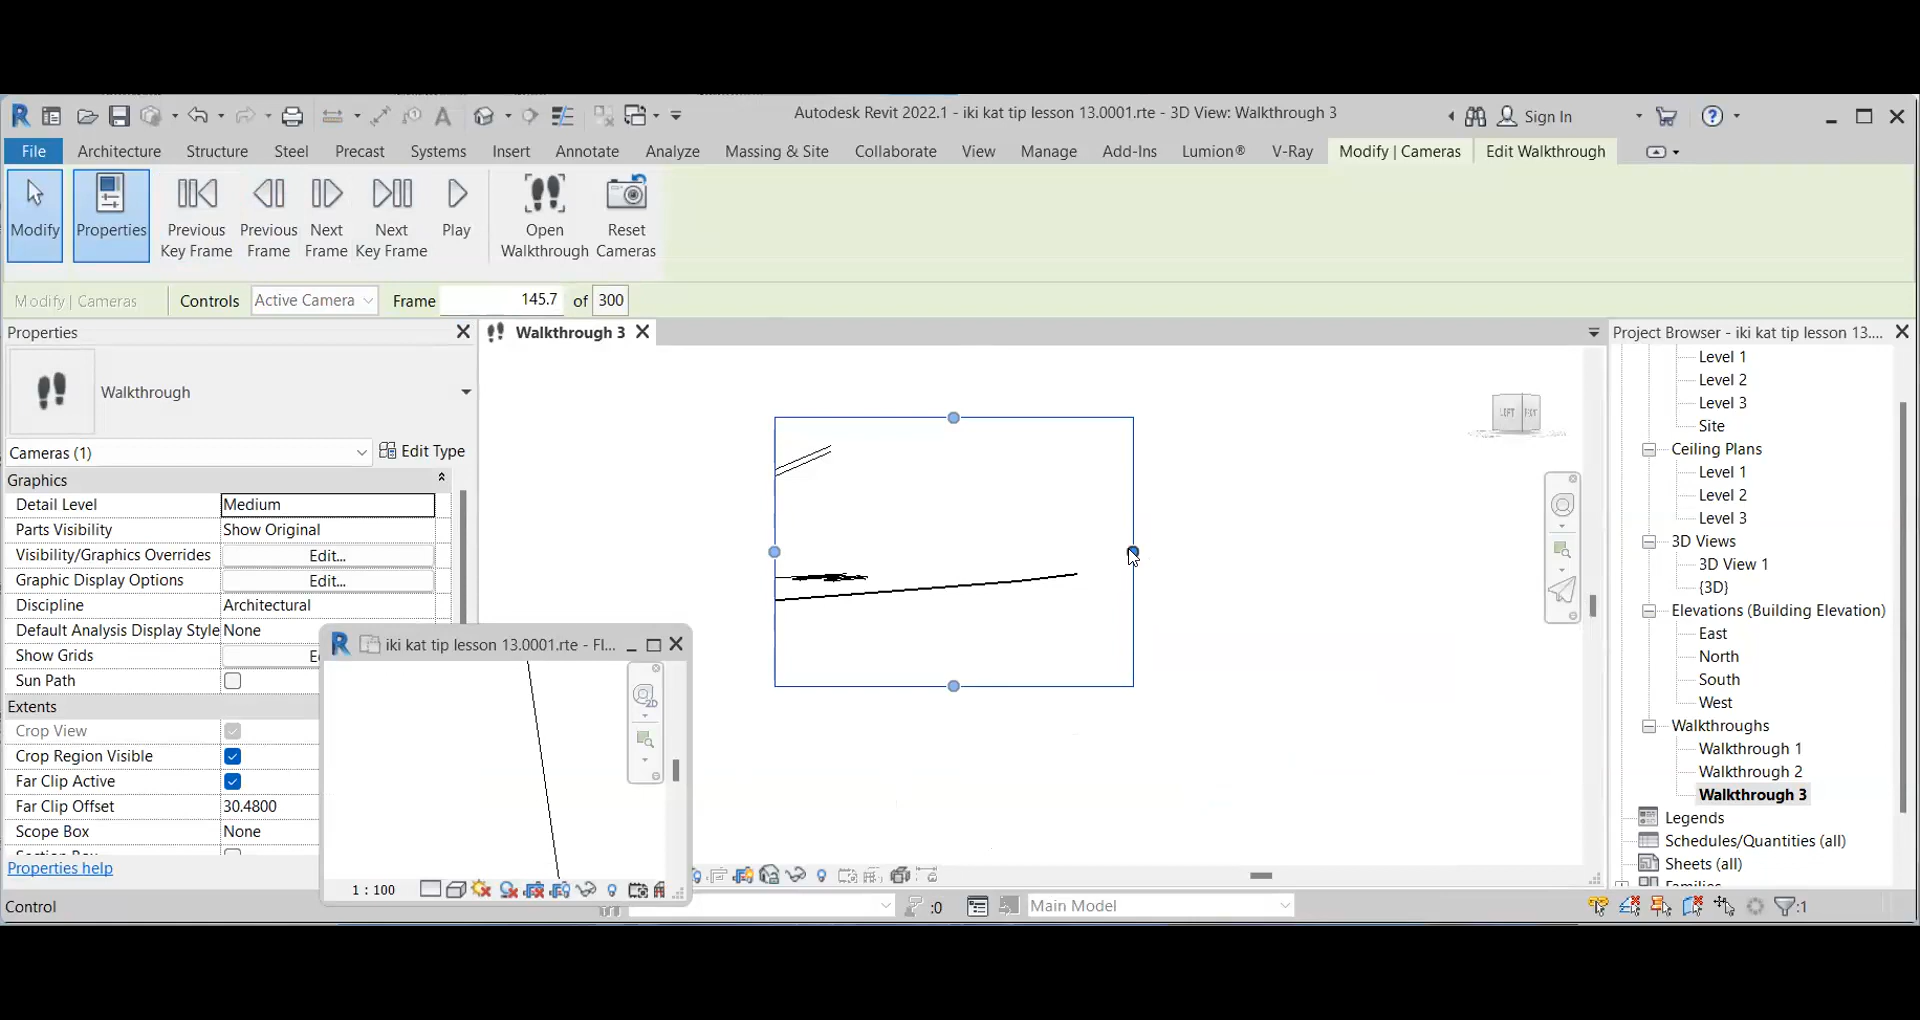 Autodesk Revit 2022.1 - iki kat tip lesson 13.0001.rte - 3D View: Walkthrough 3
Sign In
File Architecture Structure Steel Precast Systems Insert Annotate Analyze Massing & Site Collaborate View Manage Add-Ins Lumion® V-Ray Modify | Cameras Edit Walkthrough
Modify
Properties
Previous
Key Frame
Previous
Frame
Next
Frame
Next
Key Frame
Play
Open
Walkthrough
Reset
Cameras
Modify | Cameras Controls Active Camera Frame 145.7 of 300
Properties
Walkthrough
Cameras (1) Edit Type
Graphics
Detail Level Medium
Parts Visibility Show Original
Visibility/Graphics Overrides Edit...
Graphic Display Options Edit...
Discipline Architectural
Default Analysis Display Style None
Show Grids
Sun Path
Extents
Crop View
Crop Region Visible
Far Clip Active
Far Clip Offset 30.4800
Scope Box None
Properties help
Control
Walkthrough 3
LEFT
iki kat tip lesson 13.0001.rte - Fl...
2D
1 : 100
:0 Main Model
:1
Project Browser - iki kat tip lesson 13....
Level 1
Level 2
Level 3
Site
Ceiling Plans
Level 1
Level 2
Level 3
3D Views
3D View 1
{3D}
Elevations (Building Elevation)
East
North
South
West
Walkthroughs
Walkthrough 1
Walkthrough 2
Walkthrough 3
Legends
Schedules/Quantities (all)
Sheets (all)